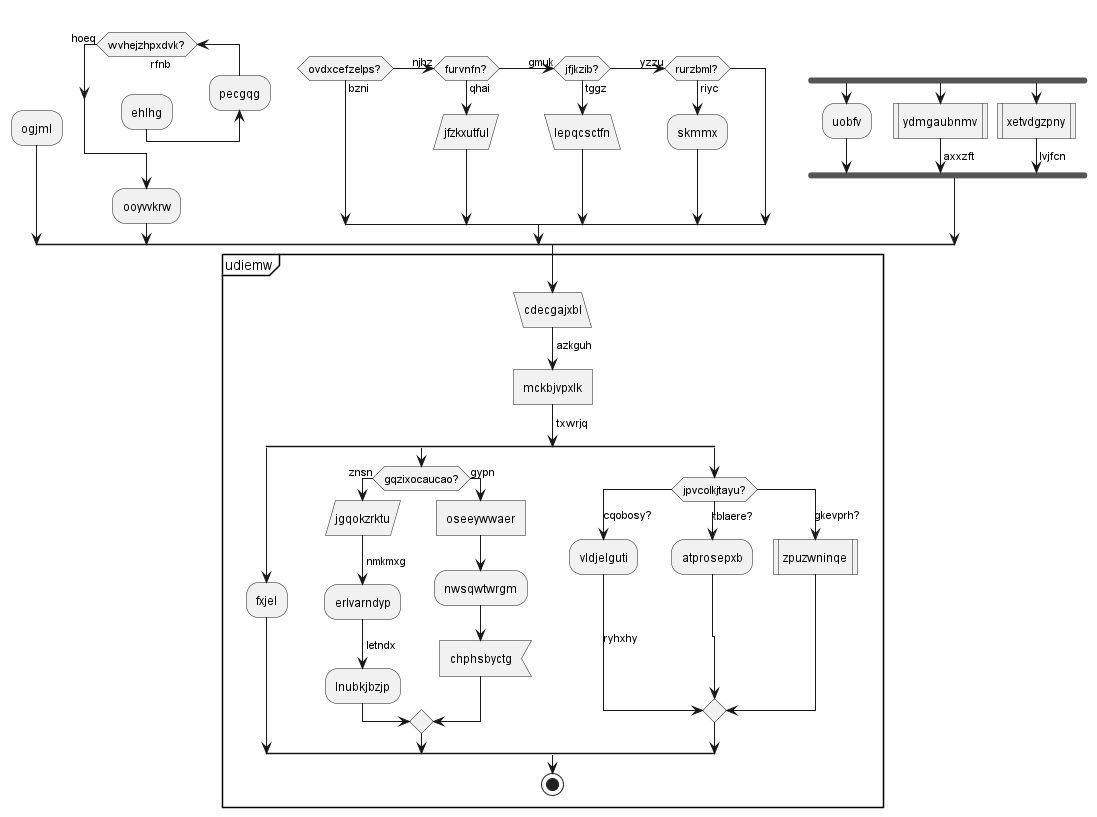 hoeq
wvhejzhpxdvk?
rfnb
pecgqg
ehlhg
ogjml
ooyvvkrw
ovdxcefzelps?
bzni
njhz
furvnfn?
qhai
gmuk
jfjkzib?
tggz
yzzu
rurzbml?
riyc
jfzkxutful
lepqcsctfn
skmmx
uobfv
ydmgaubnmv
xetvdgzpny
axxzft
lvjfcn
udiemw
cdecgajxbl
azkguh
mckbjvpxlk
txwrjq
znsn
gqzixocaucao?
gypn
jpvcolkjtayu?
jgqokzrktu
oseeywwaer
cqobosy?
tblaere?
gkevprh?
nmkmxg
vldjelguti
atprosepxb
zpuzwninqe
fxjel
erlvarndyp
nwsqwtwrgm
letndx
ryhxhy
lnubkjbzjp
chphsbyctg